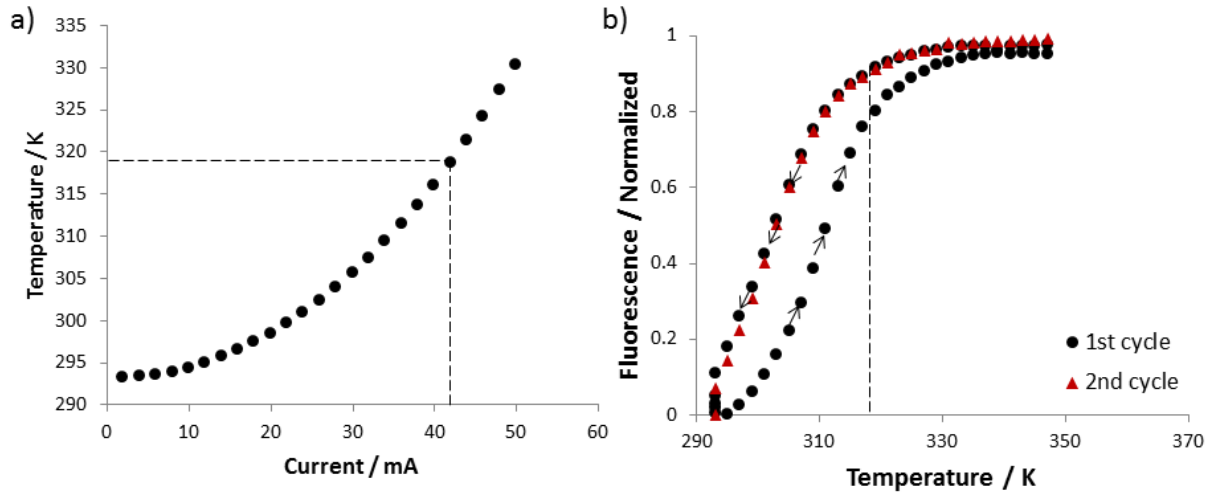 a)
335
330
325
320
315
310
305
300
295
290
Temperature / K
0 10 20 30 40 50 60
Current / mA
b)
1
0.8
0.6
0.4
0.2
0
Fluorescence / Normalized
1st cycle
2nd cycle
290 310 330 350 370
Temperature / K